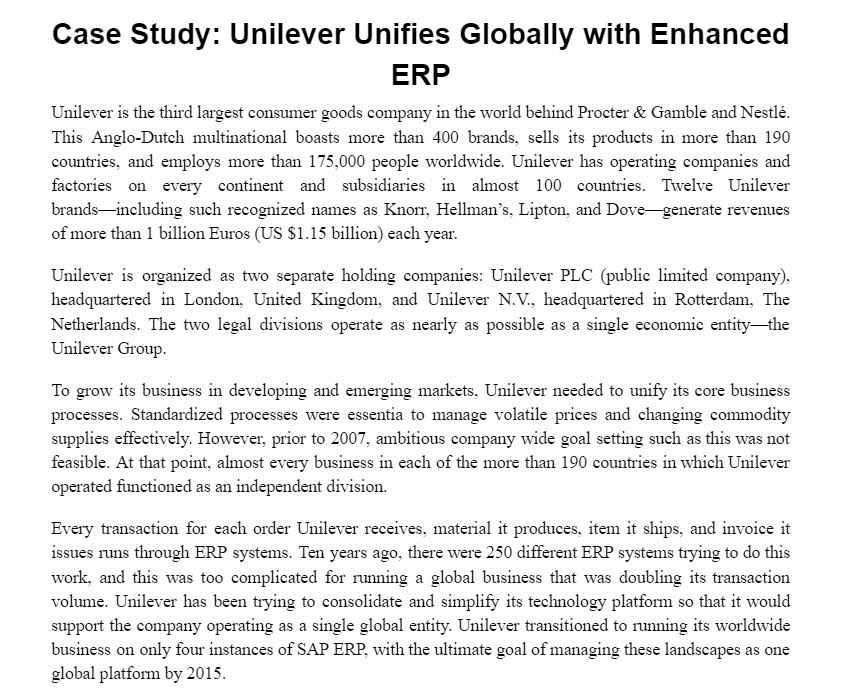 Case Study: Unilever Unifies Globally with Enhanced
ERP
Unilever is the third largest consumer goods company in the world behind Procter & Gamble and Nestlé.
This Anglo-Dutch multinational boasts more than 400 brands, sells its products in more than 190
countries, and employs more than 175,000 people worldwide. Unilever has operating companies and
factories on every continent and subsidiaries in almost 100 countries. Twelve Unilever
brands—including such recognized names as Knorr, Hellman’s, Lipton, and Dove—generate revenues
of more than 1 billion Euros (US $1.15 billion) each year.
Unilever is organized as two separate holding companies: Unilever PLC (public limited company),
headquartered in London, United Kingdom, and Unilever N.V., headquartered in Rotterdam, The
Netherlands. The two legal divisions operate as nearly as possible as a single economic entity—the
Unilever Group.
To grow its business in developing and emerging markets, Unilever needed to unify its core business
processes. Standardized processes were essentia to manage volatile prices and changing commodity
supplies effectively. However, prior to 2007, ambitious company wide goal setting such as this was not
feasible. At that point, almost every business in each of the more than 190 countries in which Unilever
operated functioned as an independent division.
Every transaction for each order Unilever receives, material it produces, item it ships, and invoice it
issues runs through ERP systems. Ten years ago, there were 250 different ERP systems trying to do this
work, and this was too complicated for running a global business that was doubling its transaction
volume. Unilever has been trying to consolidate and simplify its technology platform so that it would
support the company operating as a single global entity. Unilever transitioned to running its worldwide
business on only four instances of SAP ERP, with the ultimate goal of managing these landscapes as one
global platform by 2015.